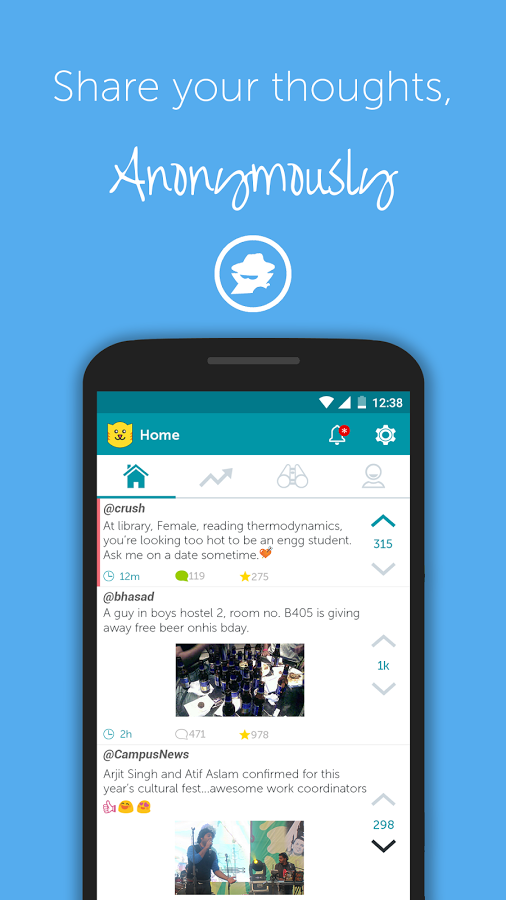 Share your thoughts,
Anonymously
12:38
Home
@crush
At library, Female, reading thermodynamics,
you're looking too hot to be an engg student.
Ask me on a date sometime.💘
315
12m 119 275
@bhasad
A guy in boys hostel 2, room no. B405 is giving
away free beer onhis bday.
1k
2h 471 978
@CampusNews
Arjit Singh and Atif Aslam confirmed for this
year's cultural fest...awesome work coordinators
👍😍😘
298